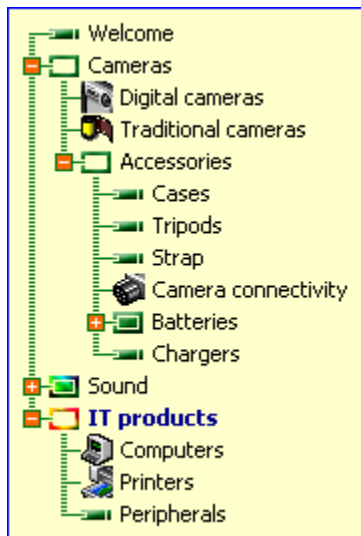 Welcome
Cameras
Digital cameras
Traditional cameras
Accessories
Cases
Tripods
Strap
Camera connectivity
Batteries
Chargers
Sound
IT products
Computers
Printers
Peripherals